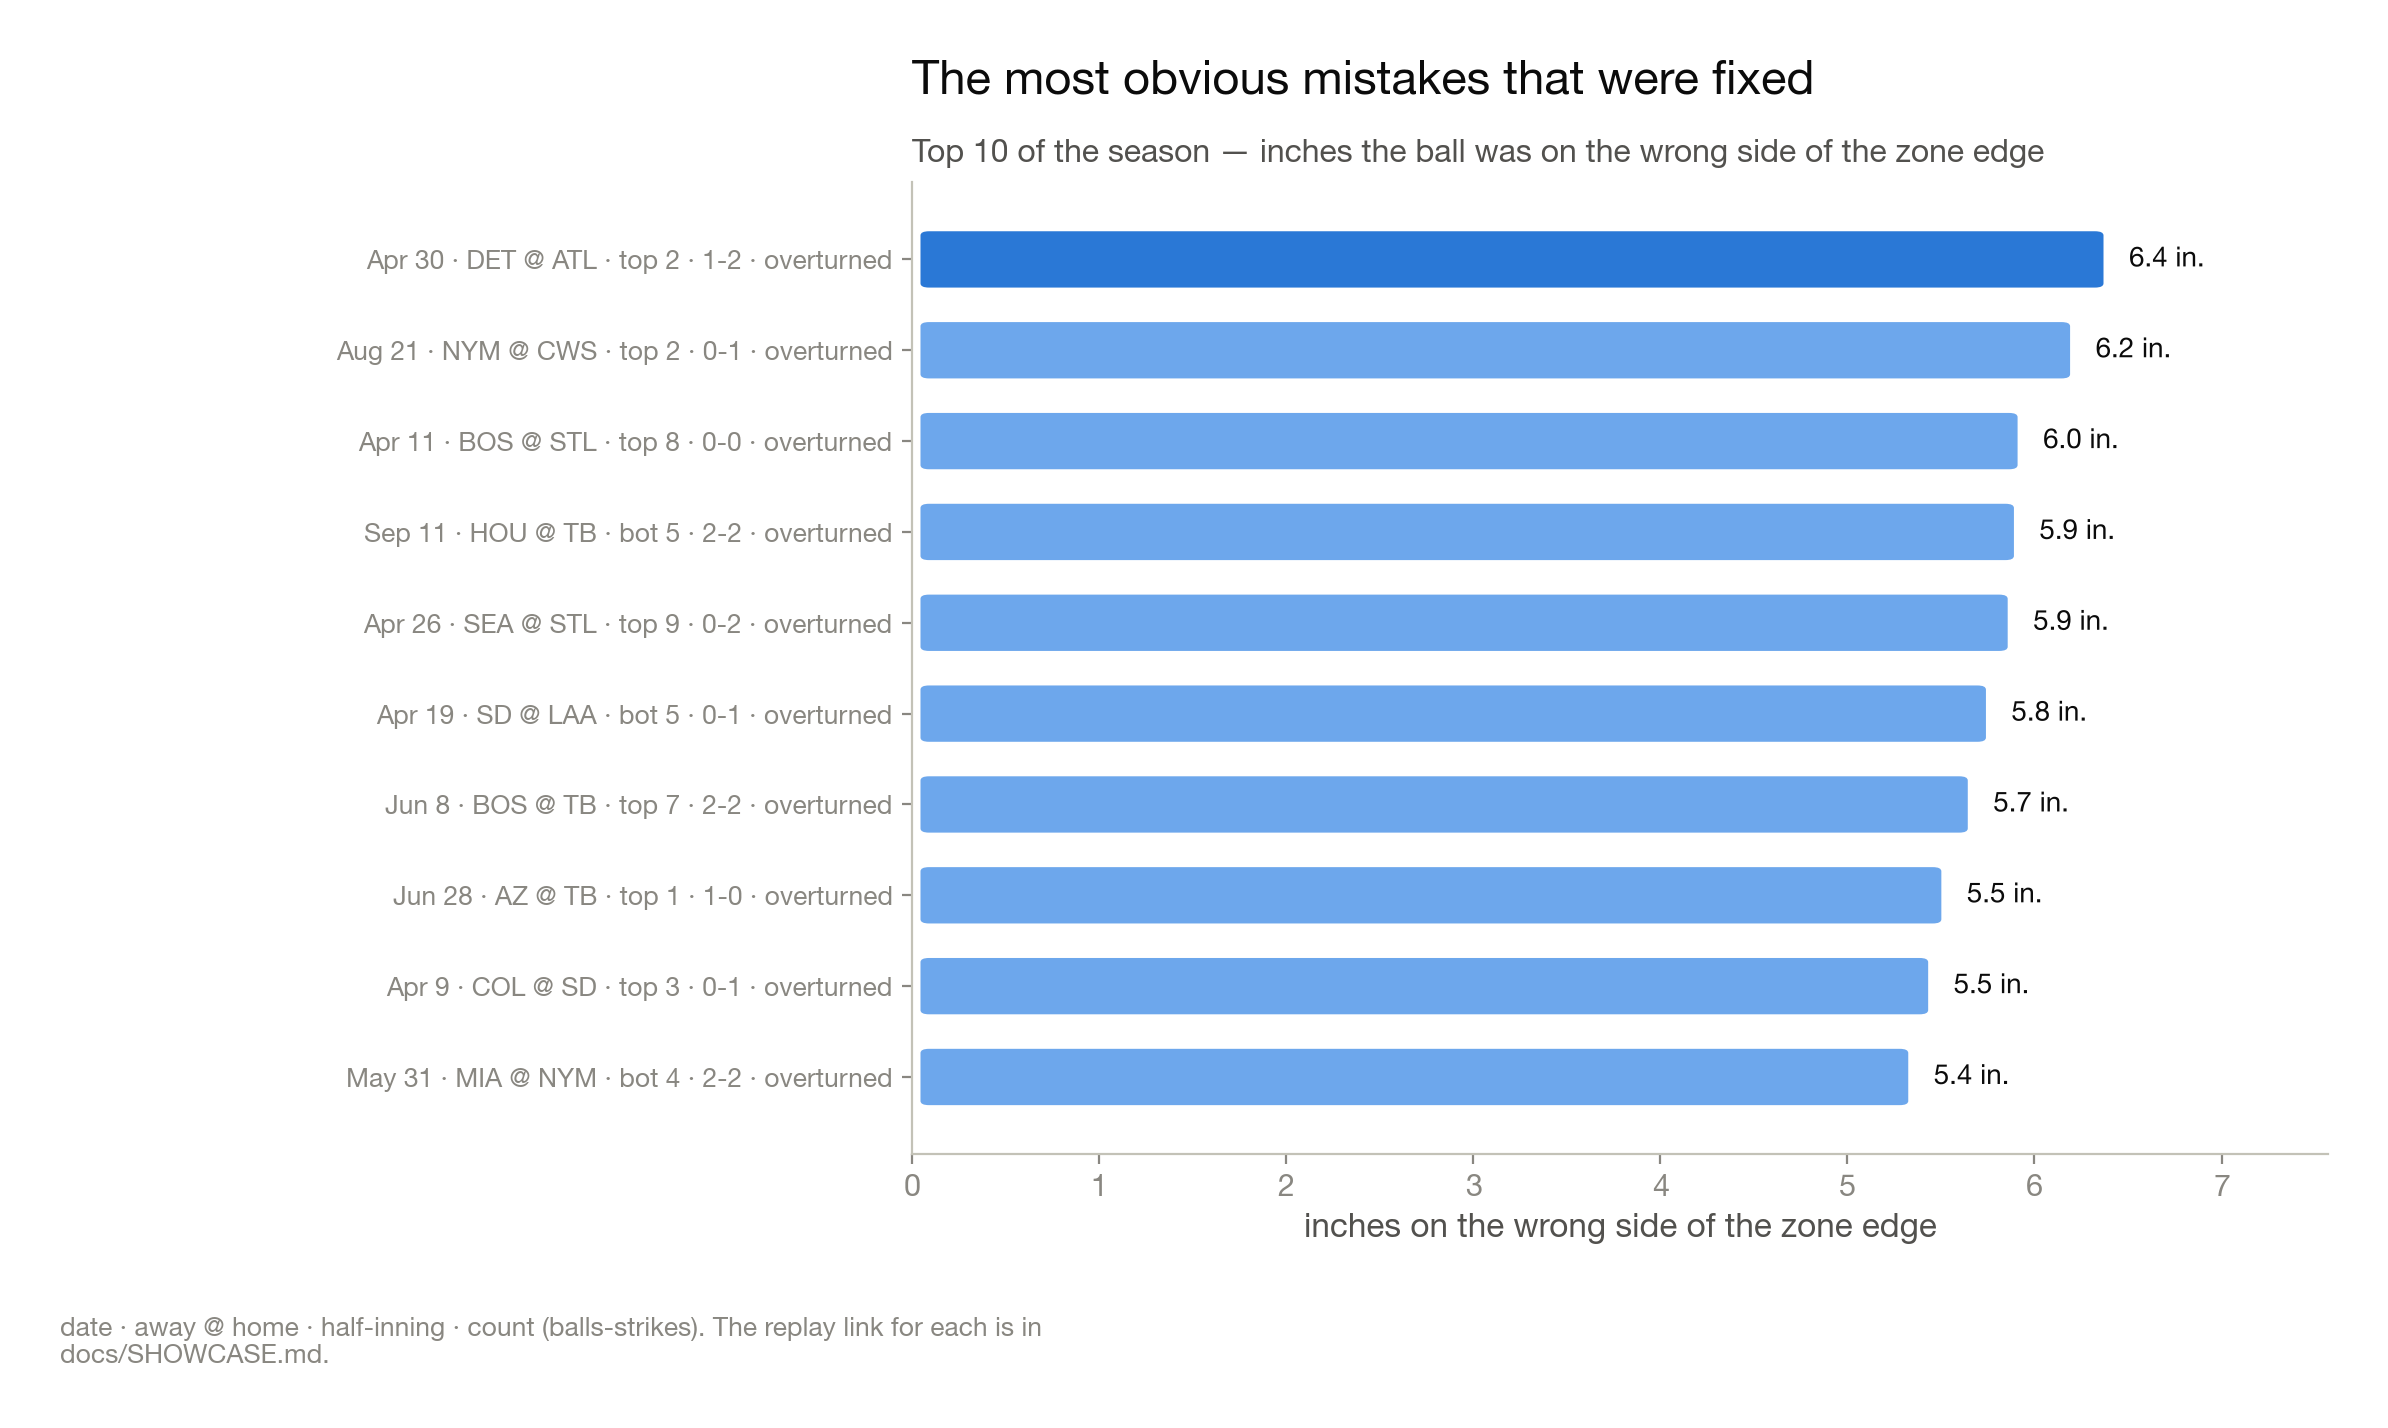 The most obvious mistakes that were fixed
Top 10 of the season — inches the ball was on the wrong side of the zone edge
Apr 30 · DET @ ATL · top 2 · 1-2 · overturned 6.4 in.
Aug 21 · NYM @ CWS · top 2 · 0-1 · overturned 6.2 in.
Apr 11 · BOS @ STL · top 8 · 0-0 · overturned 6.0 in.
Sep 11 · HOU @ TB · bot 5 · 2-2 · overturned 5.9 in.
Apr 26 · SEA @ STL · top 9 · 0-2 · overturned 5.9 in.
Apr 19 · SD @ LAA · bot 5 · 0-1 · overturned 5.8 in.
Jun 8 · BOS @ TB · top 7 · 2-2 · overturned 5.7 in.
Jun 28 · AZ @ TB · top 1 · 1-0 · overturned 5.5 in.
Apr 9 · COL @ SD · top 3 · 0-1 · overturned 5.5 in.
May 31 · MIA @ NYM · bot 4 · 2-2 · overturned 5.4 in.
0 1 2 3 4 5 6 7
inches on the wrong side of the zone edge
date · away @ home · half-inning · count (balls-strikes). The replay link for each is in
docs/SHOWCASE.md.